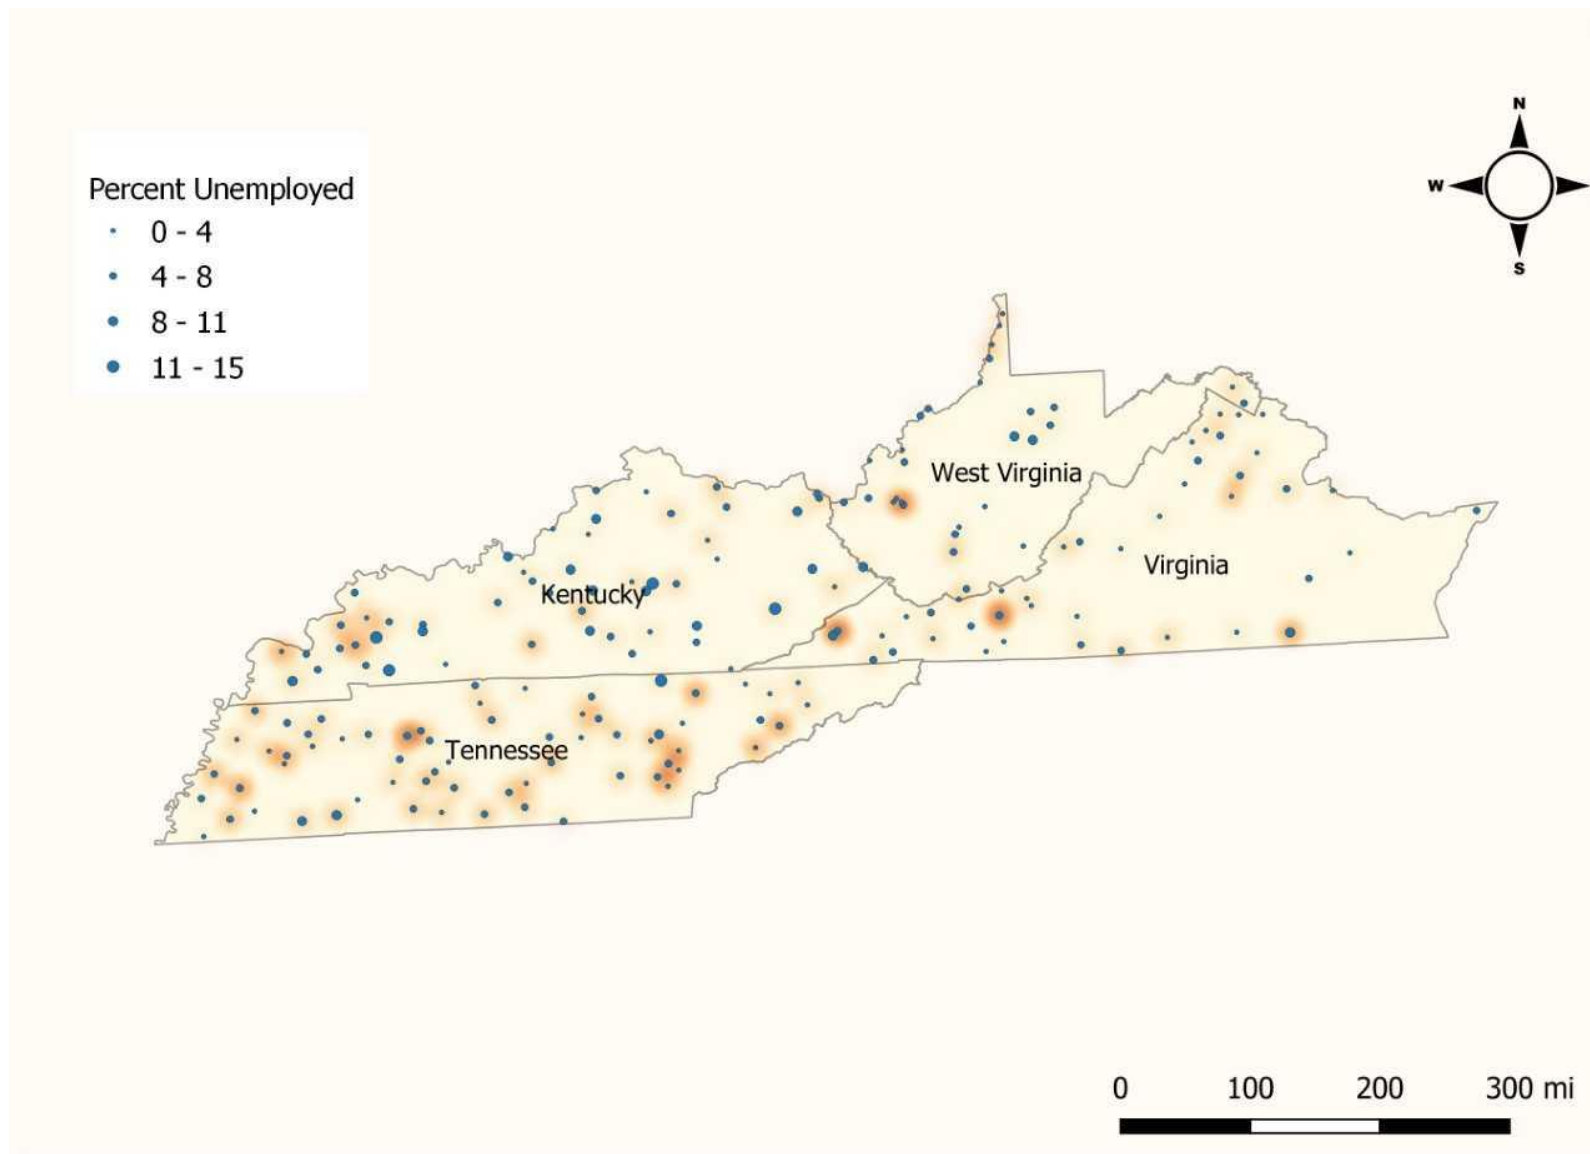 N
Percent Unemployed
W
0 - 4
4 - 8
S
8 - 11
11 - 15
West Virginia
Virginia
Kentucky
Tennessee
0 100 200 300 mi